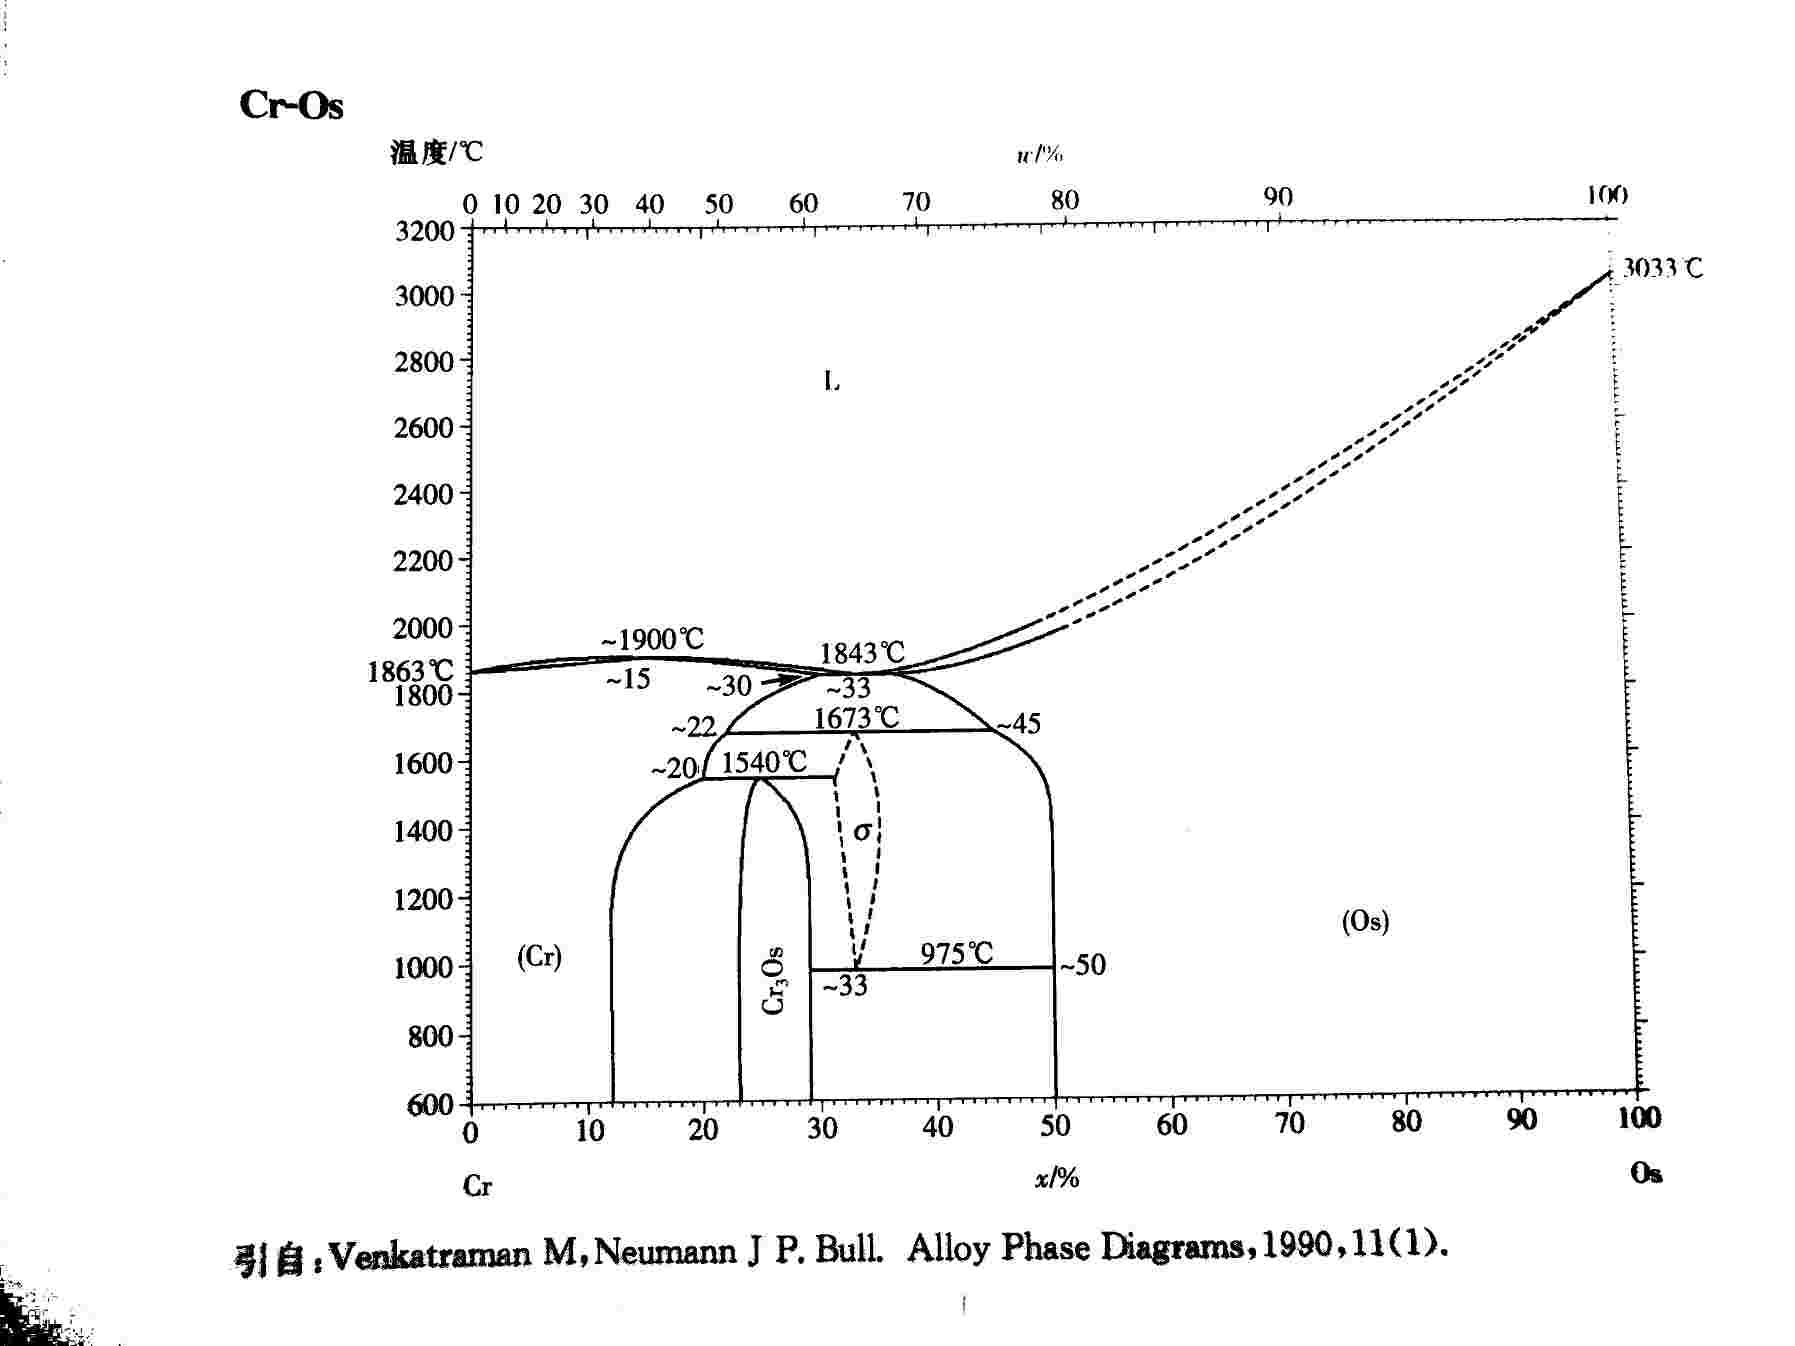 Cr-Os
温度/℃
w/%
0 10 20 30 40 50 60 70 80 90 100
3200
3033℃
3000
2800
L
2600
2400
2200
2000
~1900℃
1843℃
1863℃
~15
~30
~33
1800
~22
1673℃
~45
1600
~20
1540℃
1400
σ
1200
(Os)
(Cr)
Cr₃Os
975℃
1000
~50
~33
800
600
0 10 20 30 40 50 60 70 80 90 100
Cr
x/%
Os
引自:Venkatraman M,Neumann J P. Bull. Alloy Phase Diagrams,1990,11(1).